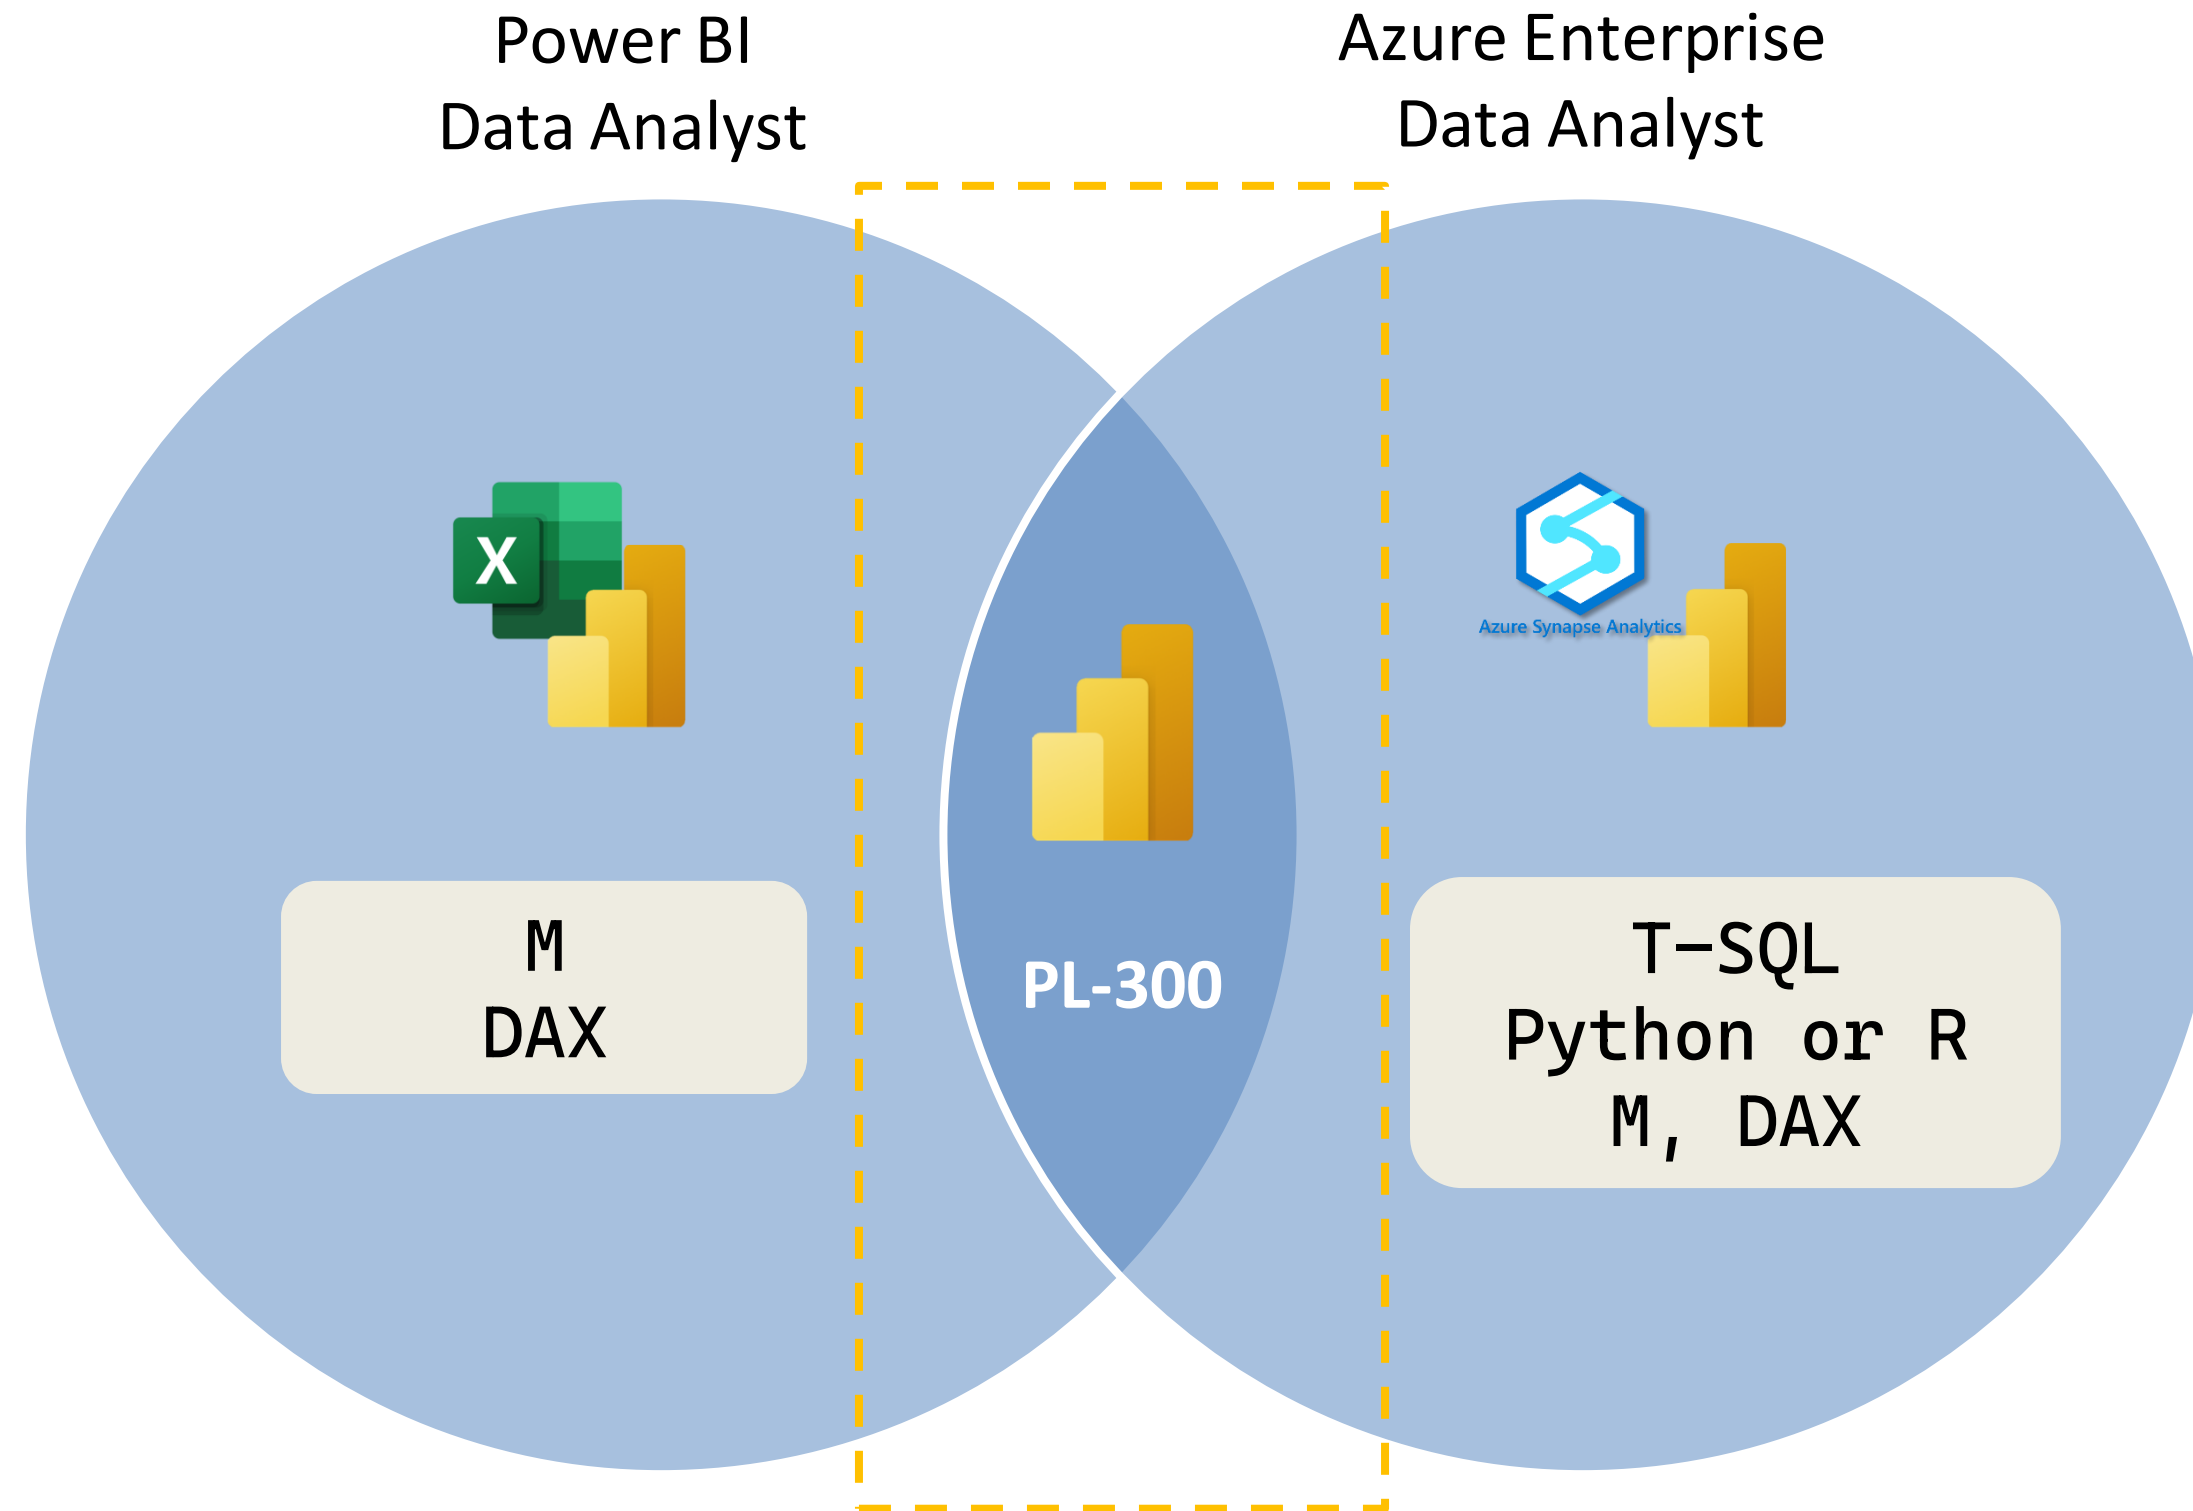 Power BI
Data Analyst
Azure Enterprise
Data Analyst
X
Azure Synapse Analytics
M
DAX
PL-300
T-SQL
Python or R
M, DAX